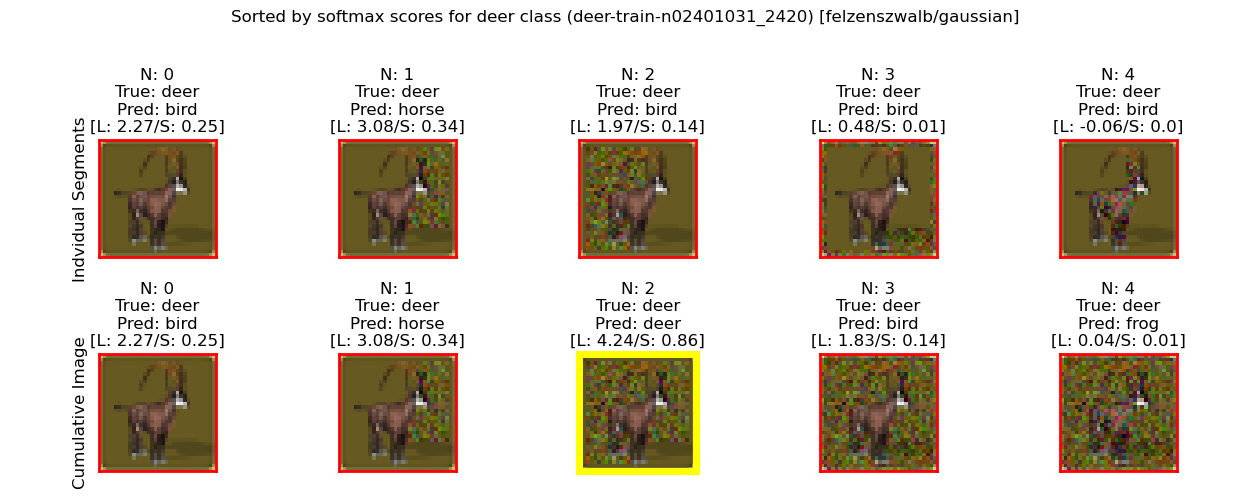 Sorted by softmax scores for deer class (deer-train-n02401031_2420) [felzenszwalb/gaussian]
Indvidual Segments
N: 0
True: deer
Pred: bird
[L: 2.27/S: 0.25]
N: 1
True: deer
Pred: horse
[L: 3.08/S: 0.34]
N: 2
True: deer
Pred: bird
[L: 1.97/S: 0.14]
N: 3
True: deer
Pred: bird
[L: 0.48/S: 0.01]
N: 4
True: deer
Pred: bird
[L: -0.06/S: 0.0]
Cumulative Image
N: 0
True: deer
Pred: bird
[L: 2.27/S: 0.25]
N: 1
True: deer
Pred: horse
[L: 3.08/S: 0.34]
N: 2
True: deer
Pred: deer
[L: 4.24/S: 0.86]
N: 3
True: deer
Pred: bird
[L: 1.83/S: 0.14]
N: 4
True: deer
Pred: frog
[L: 0.04/S: 0.01]